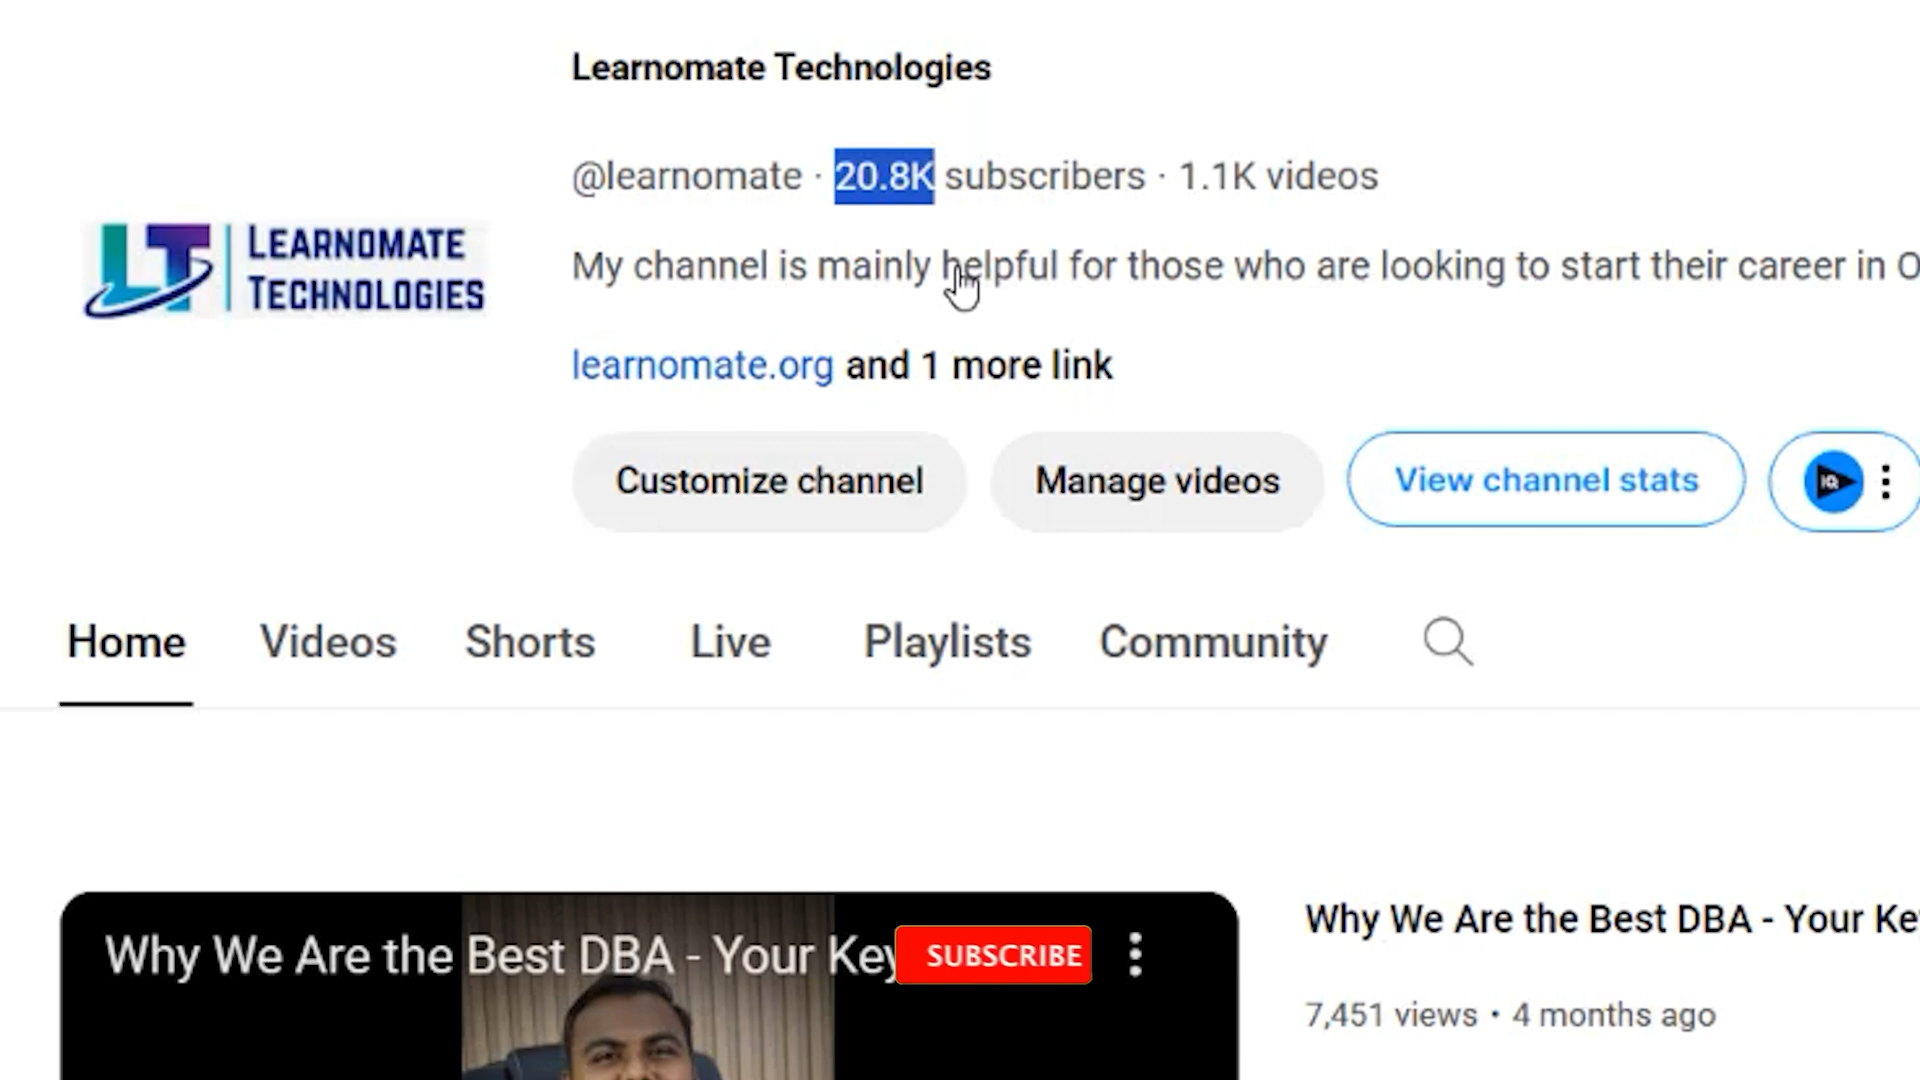 Learnomate Technologies
@learnomate · 20.8K subscribers · 1.1K videos
LT LEARNOMATE
TECHNOLOGIES
My channel is mainly helpful for those who are looking to start their career in O
learnomate.org and 1 more link
Customize channel Manage videos View channel stats IQ
Home Videos Shorts Live Playlists Community
Why We Are the Best DBA - Your Key SUBSCRIBE
Why We Are the Best DBA - Your Ke
7,451 views • 4 months ago